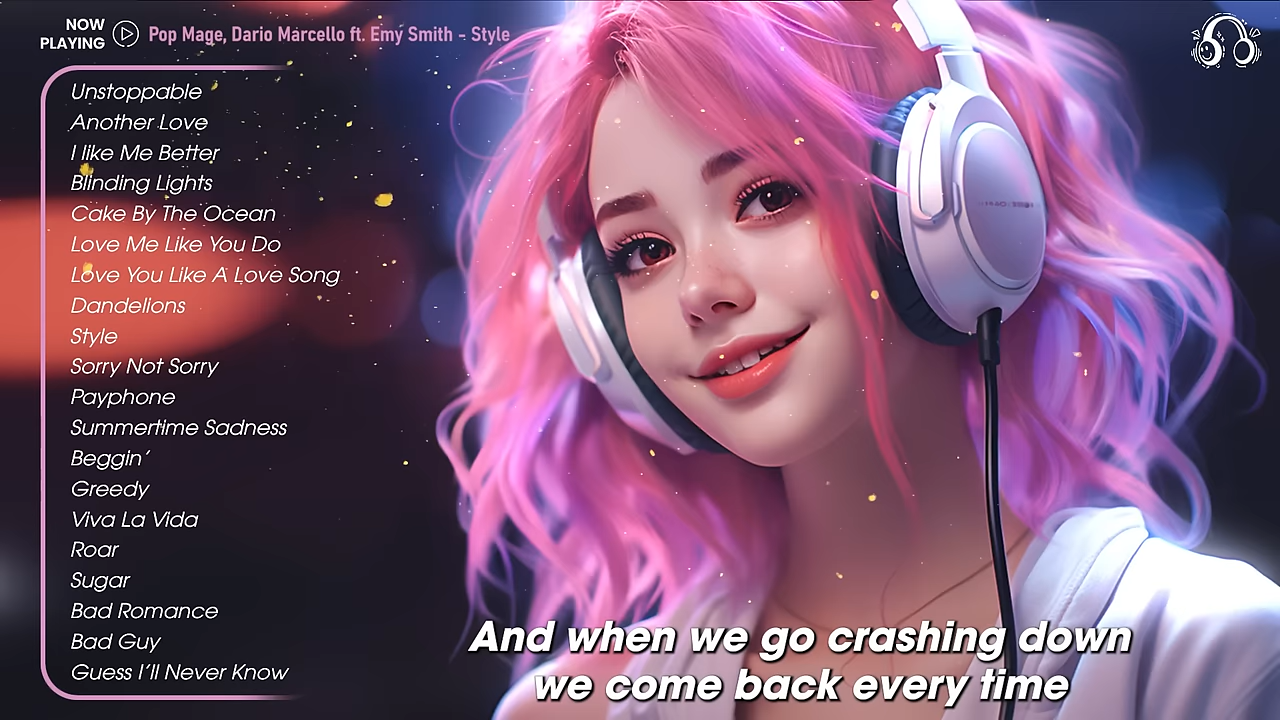 NOW
PLAYING
Pop Mage, Dario Marcello ft. Emy Smith - Style
Unstoppable
Another Love
I like Me Better
Blinding Lights
Cake By The Ocean
Love Me Like You Do
Love You Like A Love Song
Dandelions
Style
Sorry Not Sorry
Payphone
Summertime Sadness
Beggin'
Greedy
Viva La Vida
Roar
Sugar
Bad Romance
Bad Guy
Guess I'll Never Know
And when we go crashing down
we come back every time